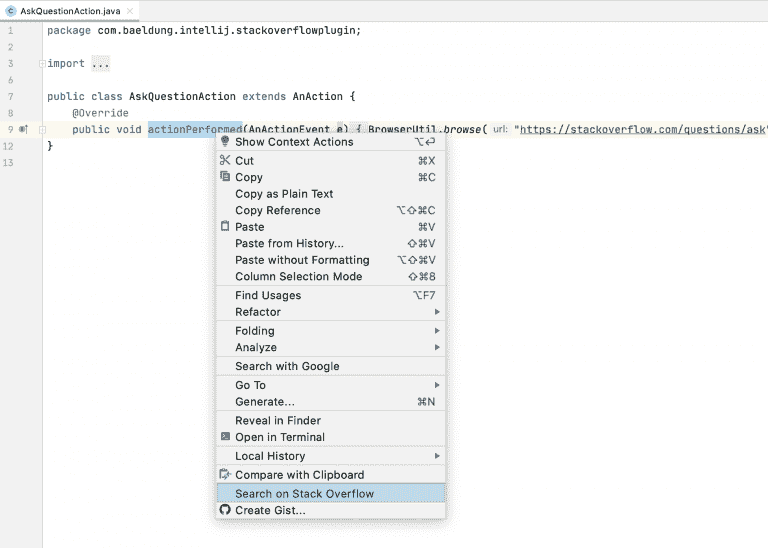 AskQuestionAction.java
1 package com.baeldung.intellij.stackoverflowplugin;
2
3 import ...
6
7 public class AskQuestionAction extends AnAction {
8 @Override
9 public void actionPerformed(AnActionEvent e) { BrowserUtil.browse( url: "https://stackoverflow.com/questions/ask"
12 }
13
Show Context Actions ⌥⏎
Cut ⌘X
Copy ⌘C
Copy as Plain Text
Copy Reference ⌥⇧⌘C
Paste ⌘V
Paste from History... ⇧⌘V
Paste without Formatting ⌥⇧⌘V
Column Selection Mode ⇧⌘8
Find Usages ⌥F7
Refactor
Folding
Analyze
Search with Google
Go To
Generate... ⌘N
Reveal in Finder
Open in Terminal
Local History
Compare with Clipboard
Search on Stack Overflow
Create Gist...